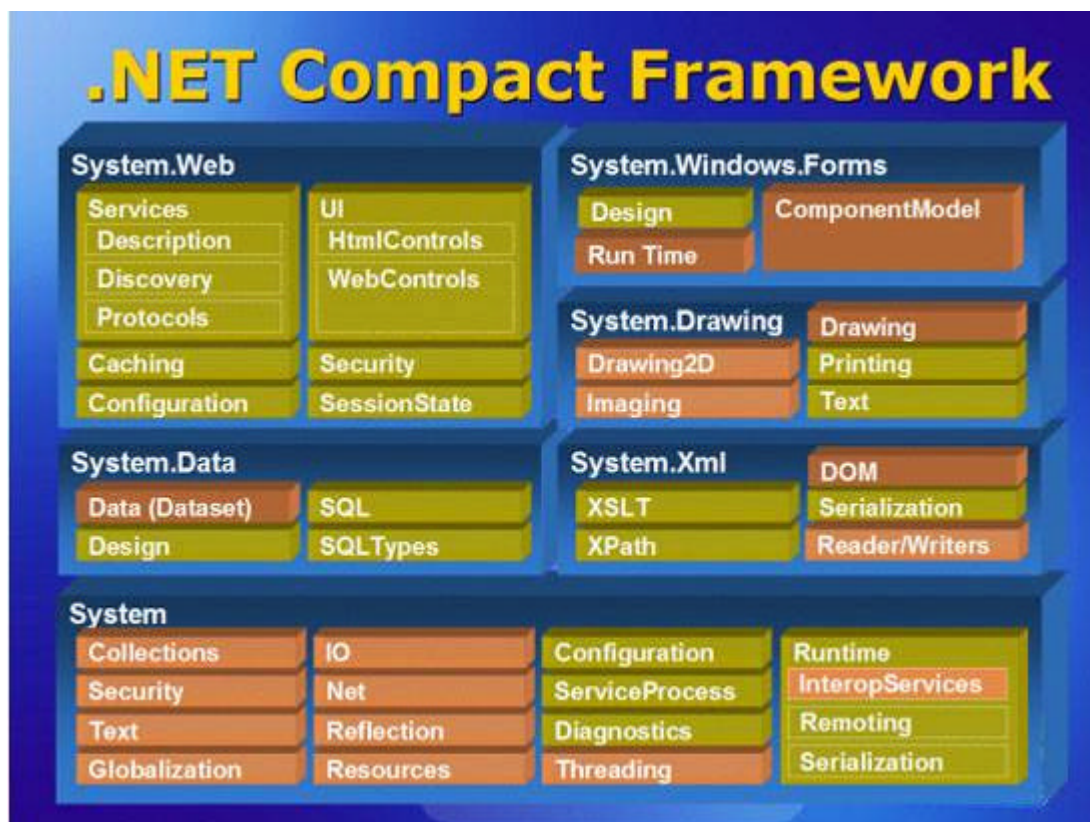 .NET Compact Framework
System.Web
Services
Description
Discovery
Protocols
Caching
Configuration
UI
HtmlControls
WebControls
Security
SessionState
System.Windows.Forms
Design
Run Time
ComponentModel
System.Drawing
Drawing2D
Imaging
Drawing
Printing
Text
System.Data
Data (Dataset)
Design
SQL
SQLTypes
System.Xml
XSLT
XPath
DOM
Serialization
Reader/Writers
System
Collections
Security
Text
Globalization
IO
Net
Reflection
Resources
Configuration
ServiceProcess
Diagnostics
Threading
Runtime
InteropServices
Remoting
Serialization